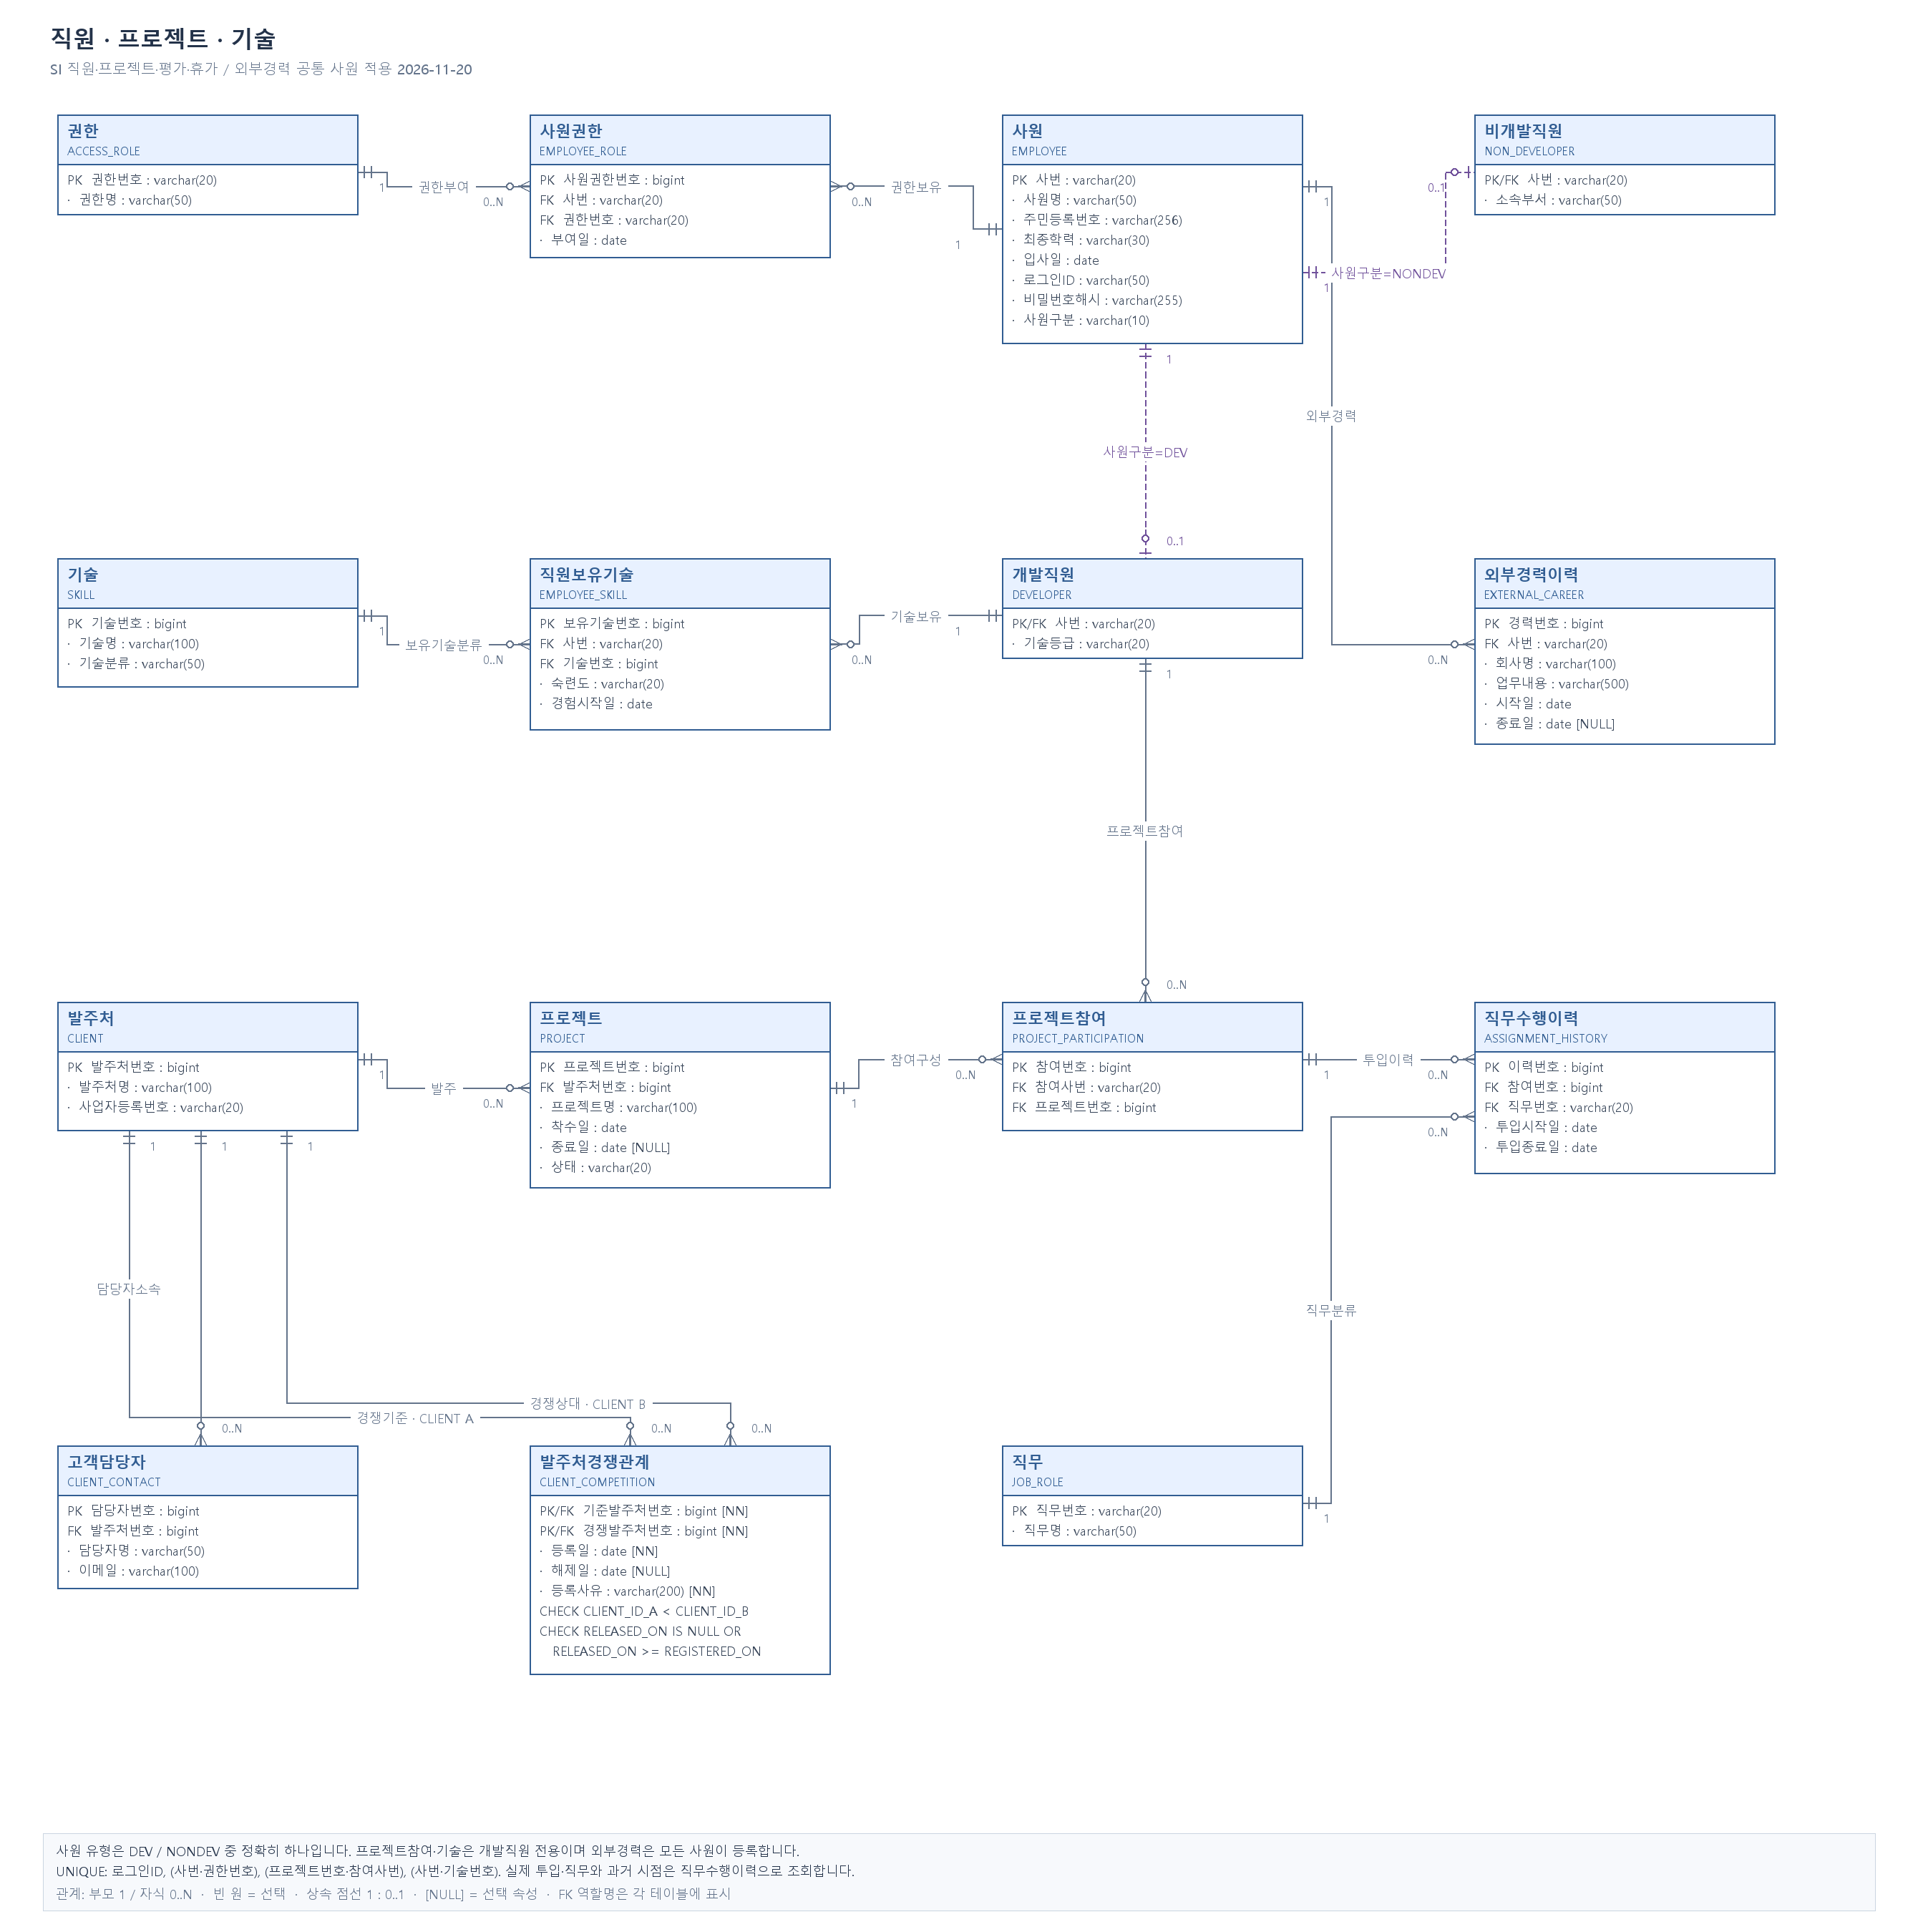 직원 · 프로젝트 · 기술
SI 직원·프로젝트·평가·휴가 / 외부경력 공통 사원 적용 2026-11-20
권한
ACCESS_ROLE
PK 권한번호 : varchar(20)
· 권한명 : varchar(50)
1
권한부여
0..N
사원권한
EMPLOYEE_ROLE
PK 사원권한번호 : bigint
FK 사번 : varchar(20)
FK 권한번호 : varchar(20)
· 부여일 : date
0..N
권한보유
1
사원
EMPLOYEE
PK 사번 : varchar(20)
· 사원명 : varchar(50)
· 주민등록번호 : varchar(256)
· 최종학력 : varchar(30)
· 입사일 : date
· 로그인ID : varchar(50)
· 비밀번호해시 : varchar(255)
· 사원구분 : varchar(10)
1
0..1
사원구분=NONDEV
1
비개발직원
NON_DEVELOPER
PK/FK 사번 : varchar(20)
· 소속부서 : varchar(50)
1
외부경력
사원구분=DEV
0..1
기술
SKILL
PK 기술번호 : bigint
· 기술명 : varchar(100)
· 기술분류 : varchar(50)
1
보유기술분류
0..N
직원보유기술
EMPLOYEE_SKILL
PK 보유기술번호 : bigint
FK 사번 : varchar(20)
FK 기술번호 : bigint
· 숙련도 : varchar(20)
· 경험시작일 : date
0..N
기술보유
1
개발직원
DEVELOPER
PK/FK 사번 : varchar(20)
· 기술등급 : varchar(20)
1
0..N
외부경력이력
EXTERNAL_CAREER
PK 경력번호 : bigint
FK 사번 : varchar(20)
· 회사명 : varchar(100)
· 업무내용 : varchar(500)
· 시작일 : date
· 종료일 : date [NULL]
프로젝트참여
0..N
발주처
CLIENT
PK 발주처번호 : bigint
· 발주처명 : varchar(100)
· 사업자등록번호 : varchar(20)
1
발주
0..N
프로젝트
PROJECT
PK 프로젝트번호 : bigint
FK 발주처번호 : bigint
· 프로젝트명 : varchar(100)
· 착수일 : date
· 종료일 : date [NULL]
· 상태 : varchar(20)
1
참여구성
0..N
프로젝트참여
PROJECT_PARTICIPATION
PK 참여번호 : bigint
FK 참여사번 : varchar(20)
FK 프로젝트번호 : bigint
1
투입이력
0..N
0..N
직무수행이력
ASSIGNMENT_HISTORY
PK 이력번호 : bigint
FK 참여번호 : bigint
FK 직무번호 : varchar(20)
· 투입시작일 : date
· 투입종료일 : date
1
1
1
담당자소속
직무분류
경쟁상대 · CLIENT B
경쟁기준 · CLIENT A
0..N
0..N
0..N
고객담당자
CLIENT_CONTACT
PK 담당자번호 : bigint
FK 발주처번호 : bigint
· 담당자명 : varchar(50)
· 이메일 : varchar(100)
발주처경쟁관계
CLIENT_COMPETITION
PK/FK 기준발주처번호 : bigint [NN]
PK/FK 경쟁발주처번호 : bigint [NN]
· 등록일 : date [NN]
· 해제일 : date [NULL]
· 등록사유 : varchar(200) [NN]
CHECK CLIENT_ID_A < CLIENT_ID_B
CHECK RELEASED_ON IS NULL OR
RELEASED_ON >= REGISTERED_ON
직무
JOB_ROLE
PK 직무번호 : varchar(20)
· 직무명 : varchar(50)
1
사원 유형은 DEV / NONDEV 중 정확히 하나입니다. 프로젝트참여·기술은 개발직원 전용이며 외부경력은 모든 사원이 등록합니다.
UNIQUE: 로그인ID, (사번·권한번호), (프로젝트번호·참여사번), (사번·기술번호). 실제 투입·직무와 과거 시점은 직무수행이력으로 조회합니다.
관계: 부모 1 / 자식 0..N · 빈 원 = 선택 · 상속 점선 1 : 0..1 · [NULL] = 선택 속성 · FK 역할명은 각 테이블에 표시